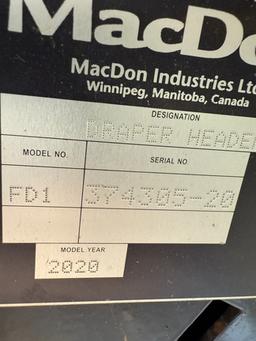 MacDo
MacDon Industries Ltd
Winnipeg, Manitoba, Canada
DESIGNATION
DRAPER HEADER
MODEL NO.
SERIAL NO.
FD1
374305-20
MODEL YEAR
2020